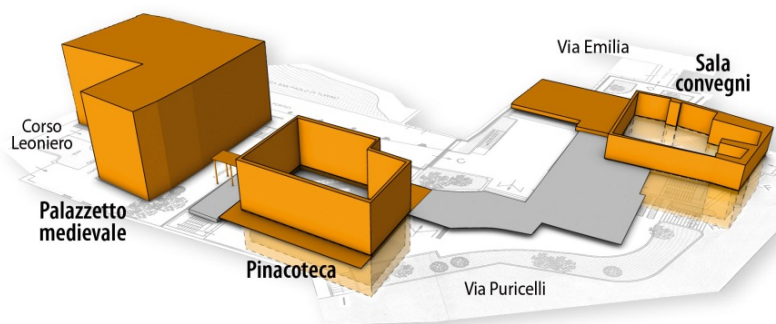 Via Emilia
Sala
convegni
Corso
Leoniero
Palazzetto
medievale
Pinacoteca
Via Puricelli